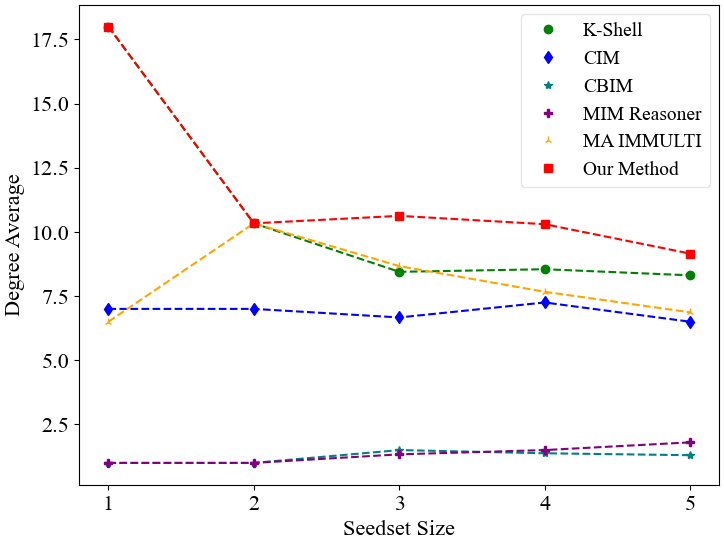 17.5
15.0
12.5
10.0
7.5
5.0
2.5
Degree Average
K-Shell
CIM
CBIM
MIM Reasoner
MA IMMULTI
Our Method
1 2 3 4 5
Seedset Size